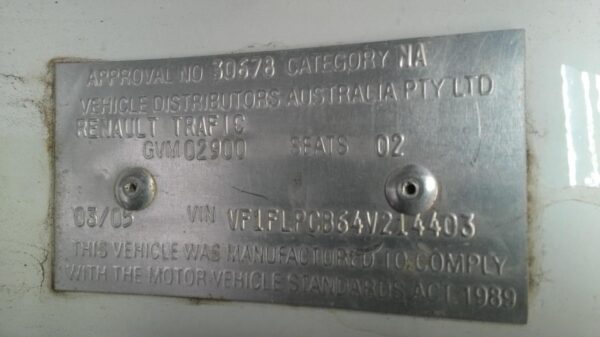 APPROVAL NO 30678 CATEGORY NA
VEHICLE DISTRIBUTORS AUSTRALIA PTY LTD
RENAULT TRAFIC
GVM 02900 SEATS 02
03/05 VIN VF1FLPCB64V214403
THIS VEHICLE WAS MANUFACTURED TO COMPLY
WITH THE MOTOR VEHICLE STANDARDS ACT 1989